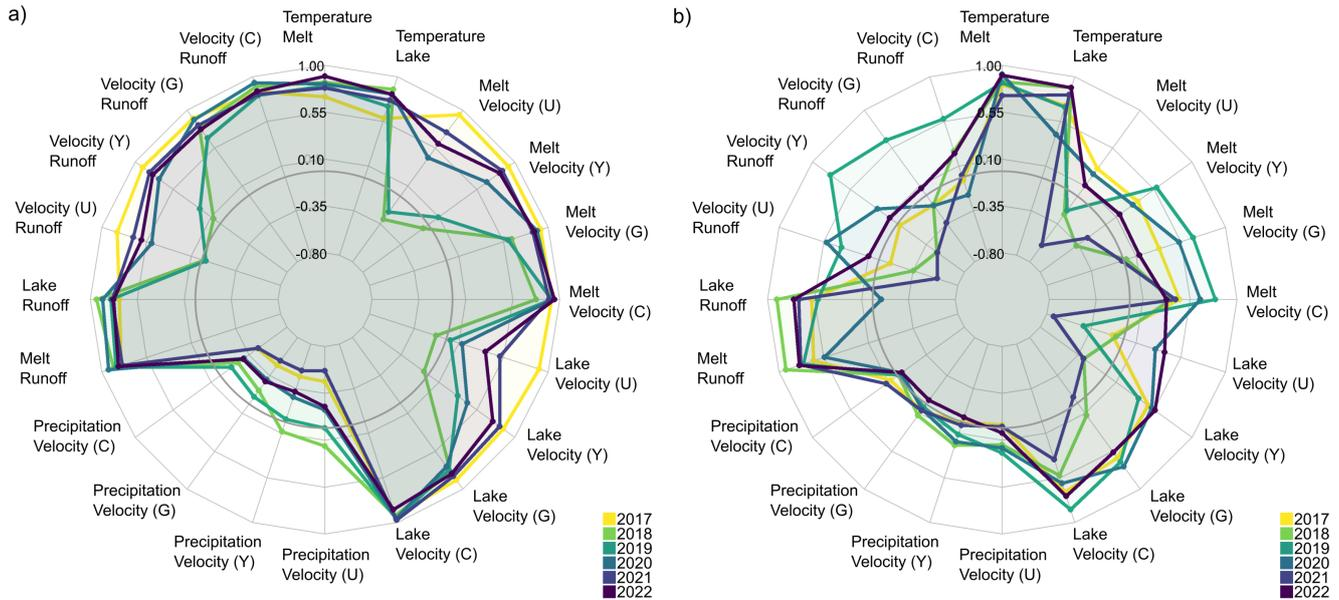 a)
Temperature
Melt
Temperature
Lake
Melt
Velocity (U)
Melt
Velocity (Y)
Melt
Velocity (G)
Melt
Velocity (C)
Lake
Velocity (U)
Lake
Velocity (Y)
Lake
Velocity (G)
Lake
Velocity (C)
Precipitation
Velocity (U)
Precipitation
Velocity (Y)
Precipitation
Velocity (G)
Precipitation
Velocity (C)
Melt
Runoff
Lake
Runoff
Velocity (U)
Runoff
Velocity (Y)
Runoff
Velocity (G)
Runoff
Velocity (C)
Runoff
1.00
0.55
0.10
-0.35
-0.80
2017
2018
2019
2020
2021
2022
b)
Temperature
Melt
Temperature
Lake
Melt
Velocity (U)
Melt
Velocity (Y)
Melt
Velocity (G)
Melt
Velocity (C)
Lake
Velocity (U)
Lake
Velocity (Y)
Lake
Velocity (G)
Lake
Velocity (C)
Precipitation
Velocity (U)
Precipitation
Velocity (Y)
Precipitation
Velocity (G)
Precipitation
Velocity (C)
Melt
Runoff
Lake
Runoff
Velocity (U)
Runoff
Velocity (Y)
Runoff
Velocity (G)
Runoff
Velocity (C)
Runoff
1.00
0.55
0.10
-0.35
-0.80
2017
2018
2019
2020
2021
2022